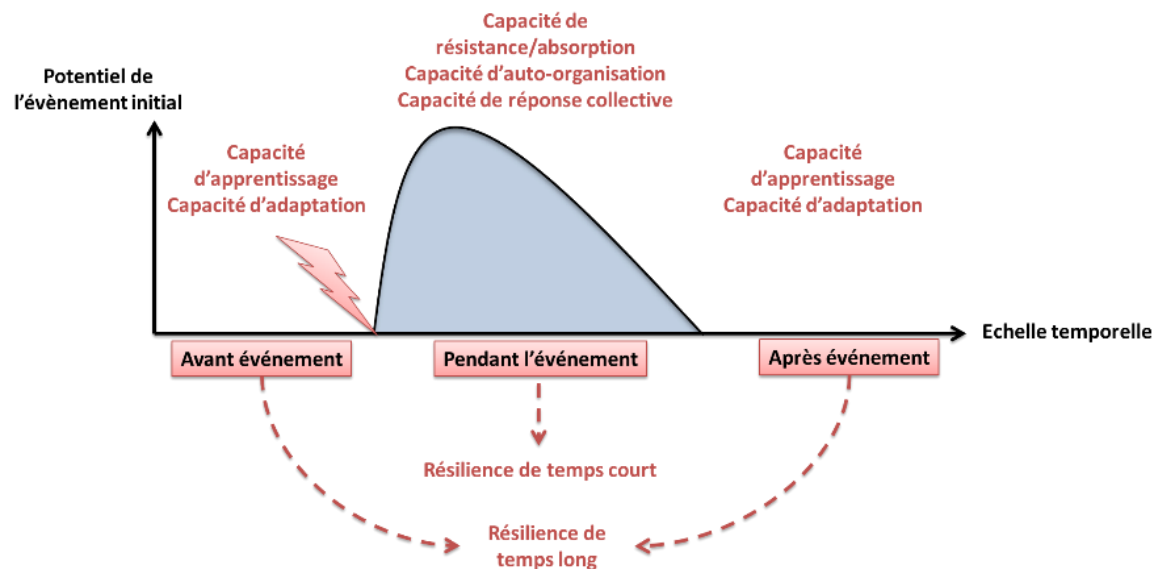 Capacité de
résistance/absorption
Capacité d'auto-organisation
Capacité de réponse collective
Potentiel de
l'évènement initial
Capacité
d'apprentissage
Capacité d'adaptation
Capacité
d'apprentissage
Capacité d'adaptation
Echelle temporelle
Avant événement
Pendant l'événement
Après événement
Résilience de temps court
Résilience de
temps long